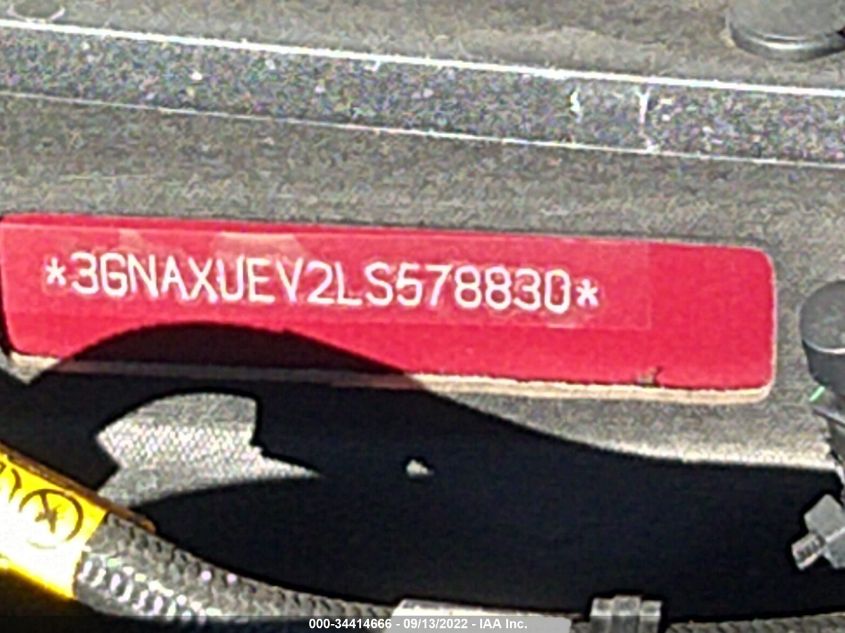 *3GNAXUEV2LS578830*
000-34414666 - 09/13/2022 - IAA Inc.